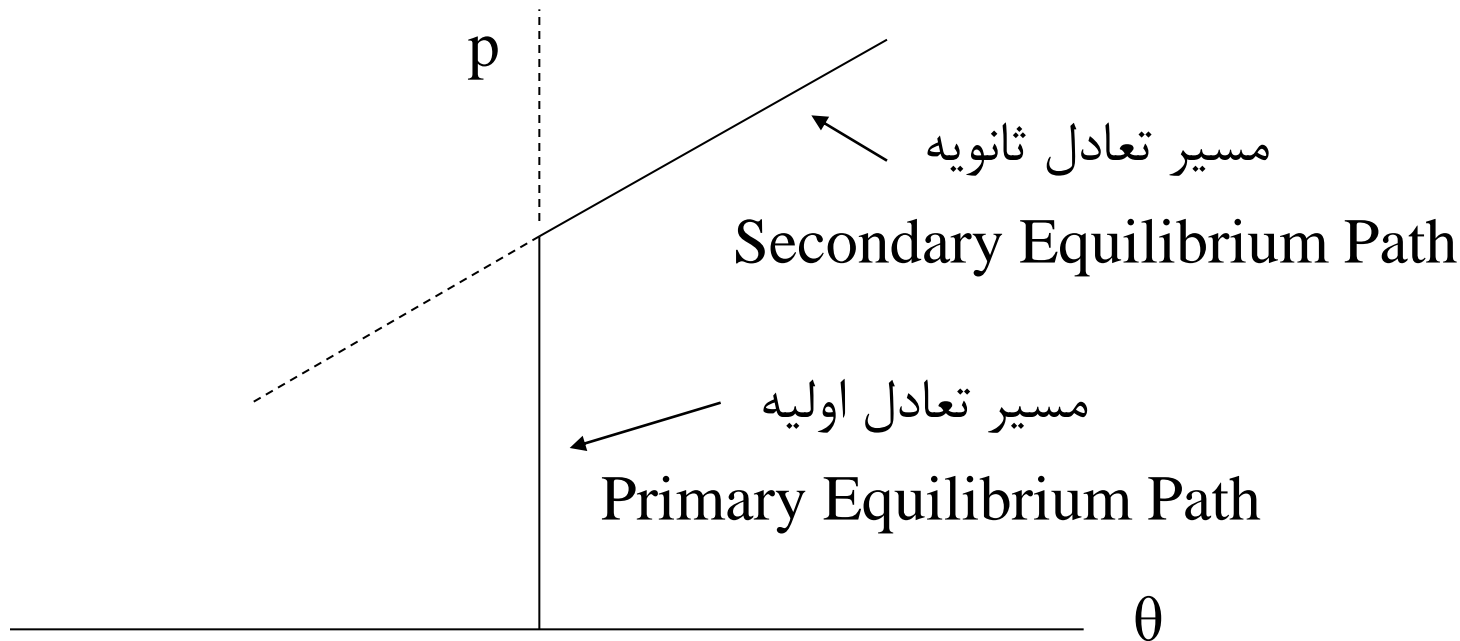 p
مسیر تعادل ثانویه
Secondary Equilibrium Path
مسیر تعادل اولیه
Primary Equilibrium Path
θ